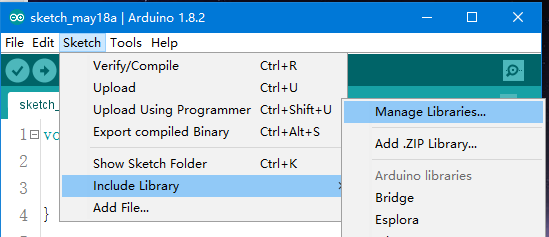 sketch_may18a | Arduino 1.8.2
File Edit Sketch Tools Help
Verify/Compile Ctrl+R
Upload Ctrl+U
Upload Using Programmer Ctrl+Shift+U
Export compiled Binary Ctrl+Alt+S
Show Sketch Folder Ctrl+K
Include Library
Add File...
Manage Libraries...
Add .ZIP Library...
Arduino libraries
Bridge
Esplora
sketch_
1 vo
2
3
4 }
5